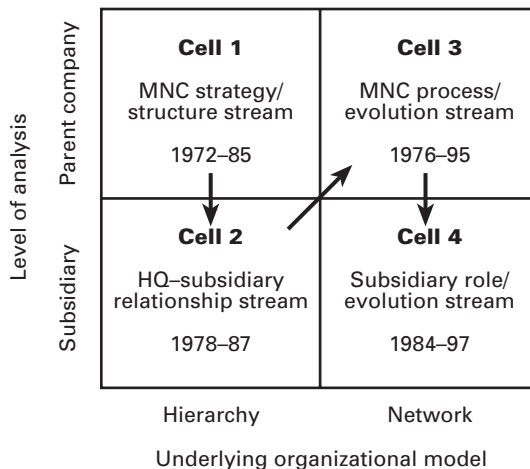 Level of analysis
Parent company
Subsidiary
Cell 1
MNC strategy/
structure stream
1972–85
Cell 3
MNC process/
evolution stream
1976–95
Cell 2
HQ–subsidiary
relationship stream
1978–87
Cell 4
Subsidiary role/
evolution stream
1984–97
Hierarchy
Network
Underlying organizational model